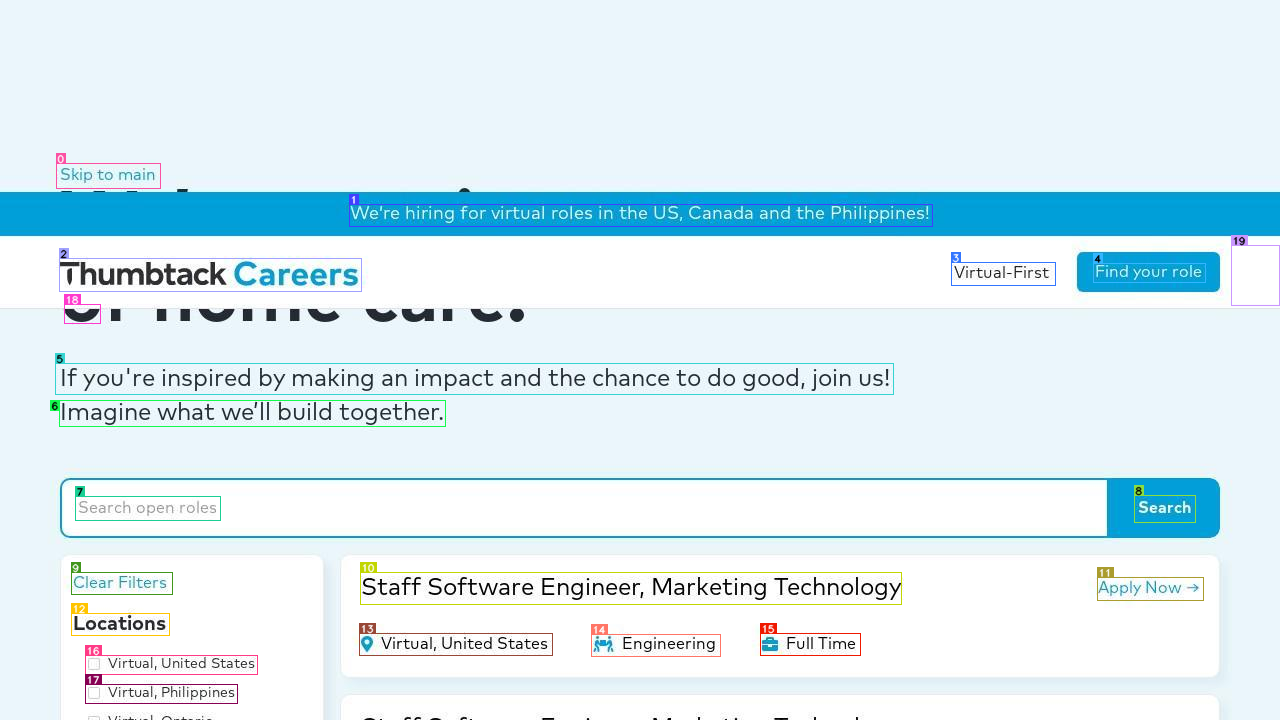 0
Skip to main
1
We're hiring for virtual roles in the US, Canada and the Philippines!
2
Thumbtack Careers
3
Virtual-First
4
Find your role
19
18
of home care.
5
If you're inspired by making an impact and the chance to do good, join us!
6
Imagine what we'll build together.
7
Search open roles
8
Search
9
Clear Filters
12
Locations
16
Virtual, United States
17
Virtual, Philippines
Virtual, Ontario
10
Staff Software Engineer, Marketing Technology
11
Apply Now →
13
Virtual, United States
14
Engineering
15
Full Time
Staff Software Engineer, Marketing Technology